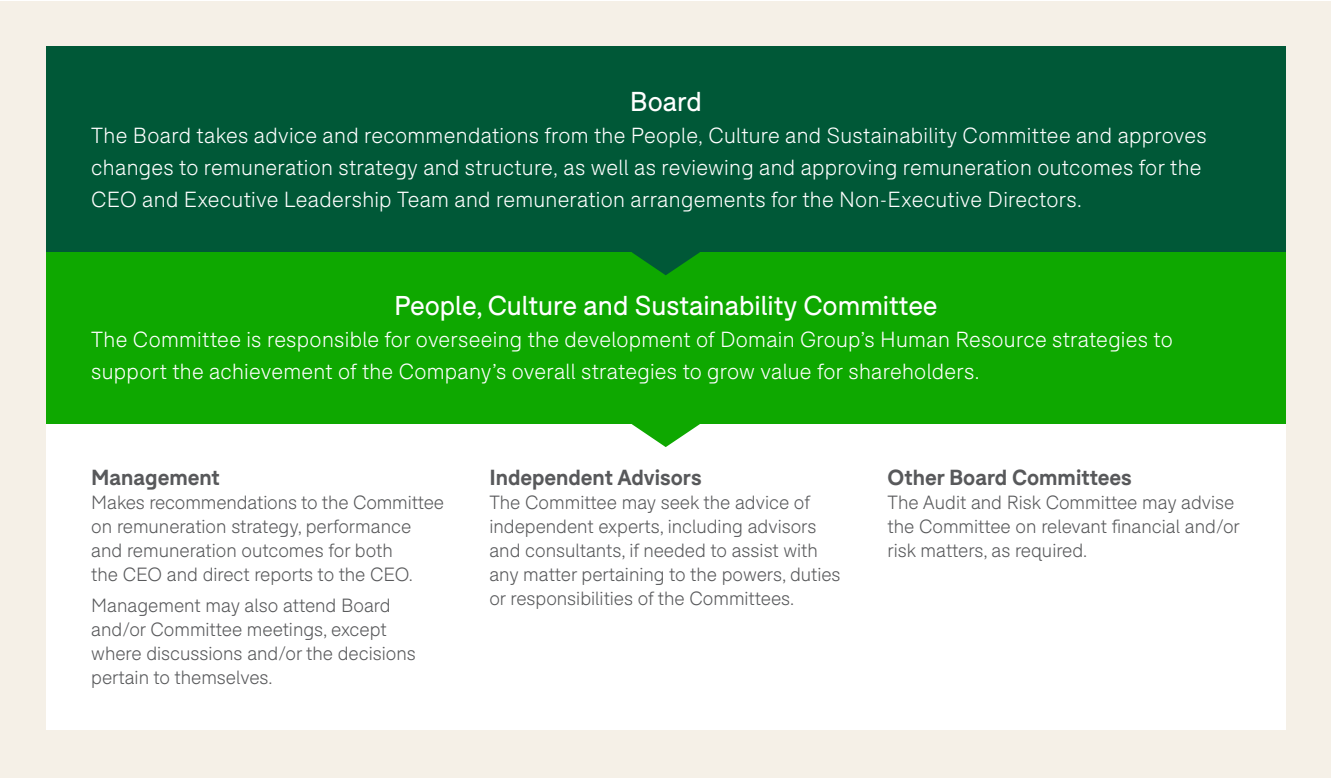 Board
The Board takes advice and recommendations from the People, Culture and Sustainability Committee and approves
changes to remuneration strategy and structure, as well as reviewing and approving remuneration outcomes for the
CEO and Executive Leadership Team and remuneration arrangements for the Non-Executive Directors.
People, Culture and Sustainability Committee
The Committee is responsible for overseeing the development of Domain Group’s Human Resource strategies to
support the achievement of the Company’s overall strategies to grow value for shareholders.
Management
Makes recommendations to the Committee
on remuneration strategy, performance
and remuneration outcomes for both
the CEO and direct reports to the CEO.
Management may also attend Board
and/or Committee meetings, except
where discussions and/or the decisions
pertain to themselves.
Independent Advisors
The Committee may seek the advice of
independent experts, including advisors
and consultants, if needed to assist with
any matter pertaining to the powers, duties
or responsibilities of the Committees.
Other Board Committees
The Audit and Risk Committee may advise
the Committee on relevant financial and/or
risk matters, as required.